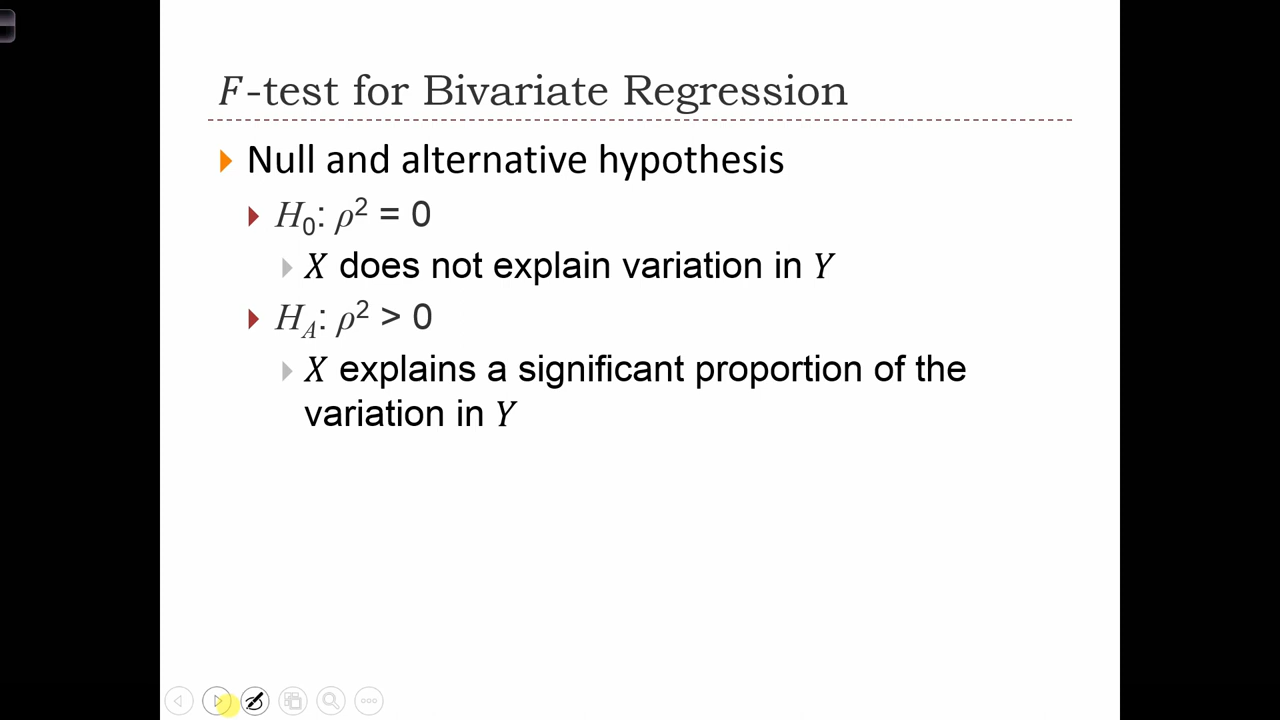 F-test for Bivariate Regression
Null and alternative hypothesis
H₀: ρ² = 0
X does not explain variation in Y
H_A: ρ² > 0
X explains a significant proportion of the
variation in Y